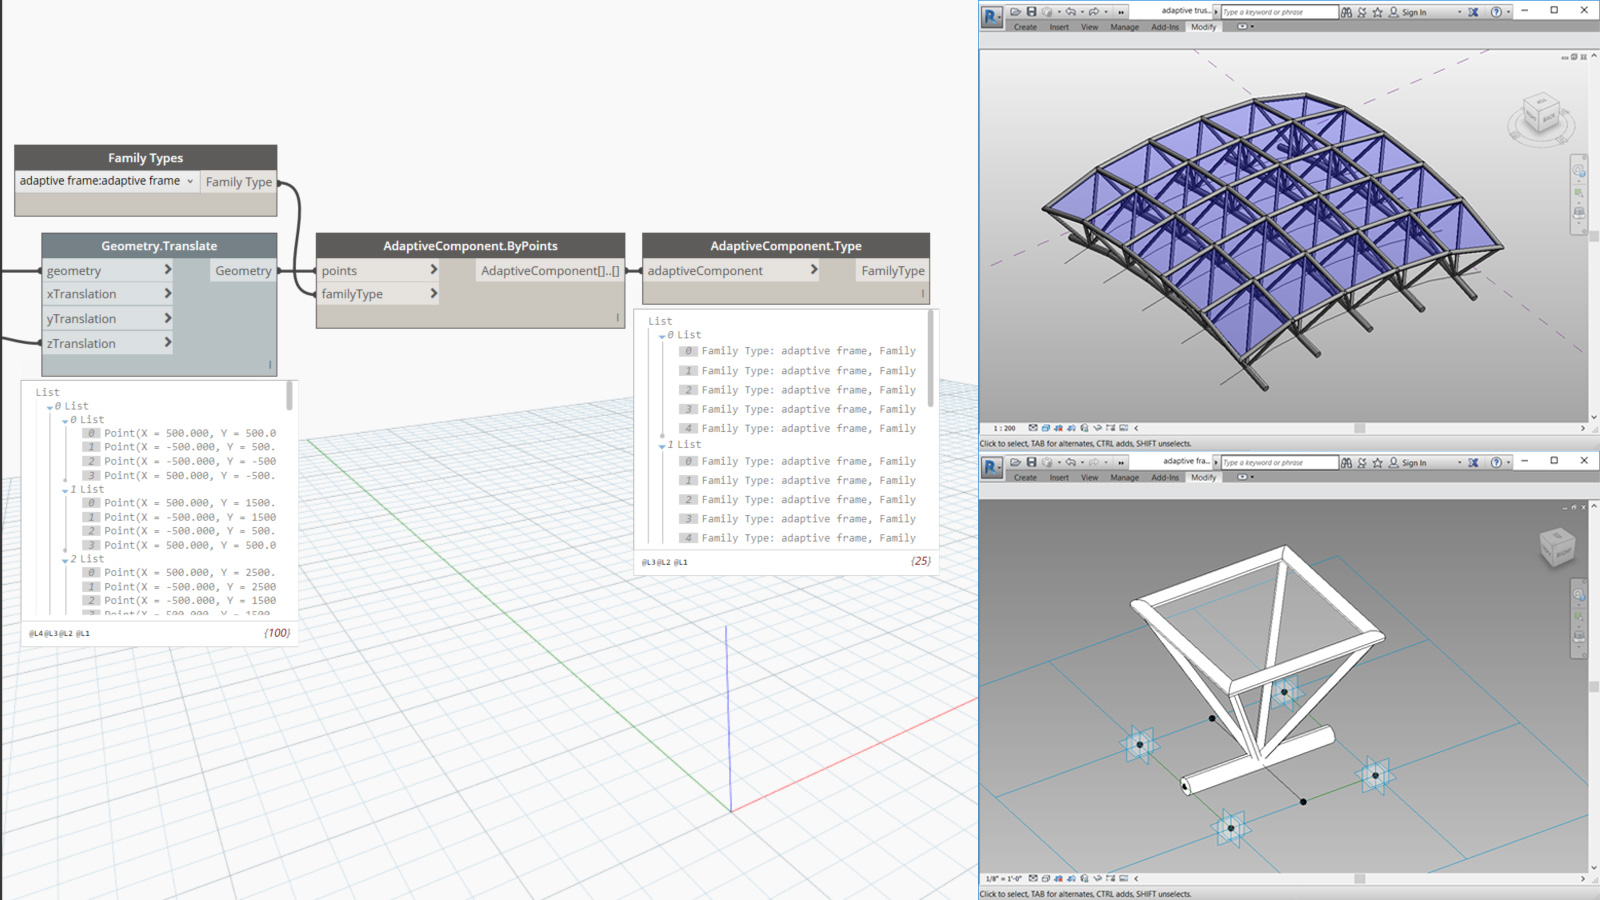 Family Types
adaptive frame:adaptive frame
Family Type
Geometry.Translate
geometry
Geometry
xTranslation
yTranslation
zTranslation
List
0 List
0 List
0 Point(X = 500.000, Y = 500.0
1 Point(X = -500.000, Y = 500.
2 Point(X = -500.000, Y = -500
3 Point(X = 500.000, Y = -500.
1 List
0 Point(X = 500.000, Y = 1500.
1 Point(X = -500.000, Y = 1500
2 Point(X = -500.000, Y = 500.
3 Point(X = 500.000, Y = 500.0
2 List
0 Point(X = 500.000, Y = 2500.
1 Point(X = -500.000, Y = 2500
2 Point(X = -500.000, Y = 1500
@L4 @L3 @L2 @L1
{100}
AdaptiveComponent.ByPoints
points
AdaptiveComponent[]..[]
familyType
AdaptiveComponent.Type
adaptiveComponent
FamilyType
List
0 List
0 Family Type: adaptive frame, Family
1 Family Type: adaptive frame, Family
2 Family Type: adaptive frame, Family
3 Family Type: adaptive frame, Family
4 Family Type: adaptive frame, Family
1 List
0 Family Type: adaptive frame, Family
1 Family Type: adaptive frame, Family
2 Family Type: adaptive frame, Family
3 Family Type: adaptive frame, Family
4 Family Type: adaptive frame, Family
@L3 @L2 @L1
{25}
adaptive trus...
Type a keyword or phrase
Sign In
Create Insert View Manage Add-Ins Modify
BACK
1 : 200
Click to select, TAB for alternates, CTRL adds, SHIFT unselects.
adaptive fra...
Type a keyword or phrase
Sign In
Create Insert View Manage Add-Ins Modify
1/8" = 1'-0"
Click to select, TAB for alternates, CTRL adds, SHIFT unselects.